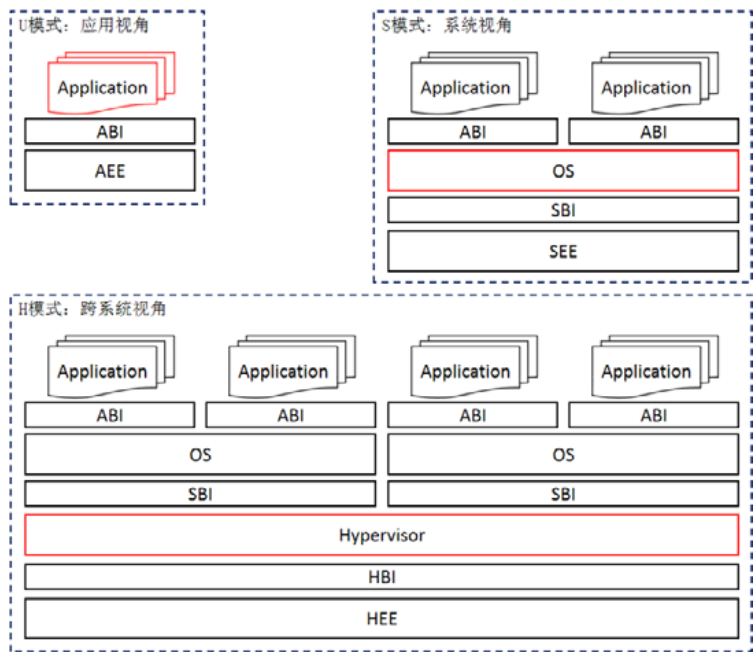 U模式：应用视角
Application
ABI
AEE
S模式：系统视角
Application Application
ABI ABI
OS
SBI
SEE
H模式：跨系统视角
Application Application Application Application
ABI ABI ABI ABI
OS OS
SBI SBI
Hypervisor
HBI
HEE